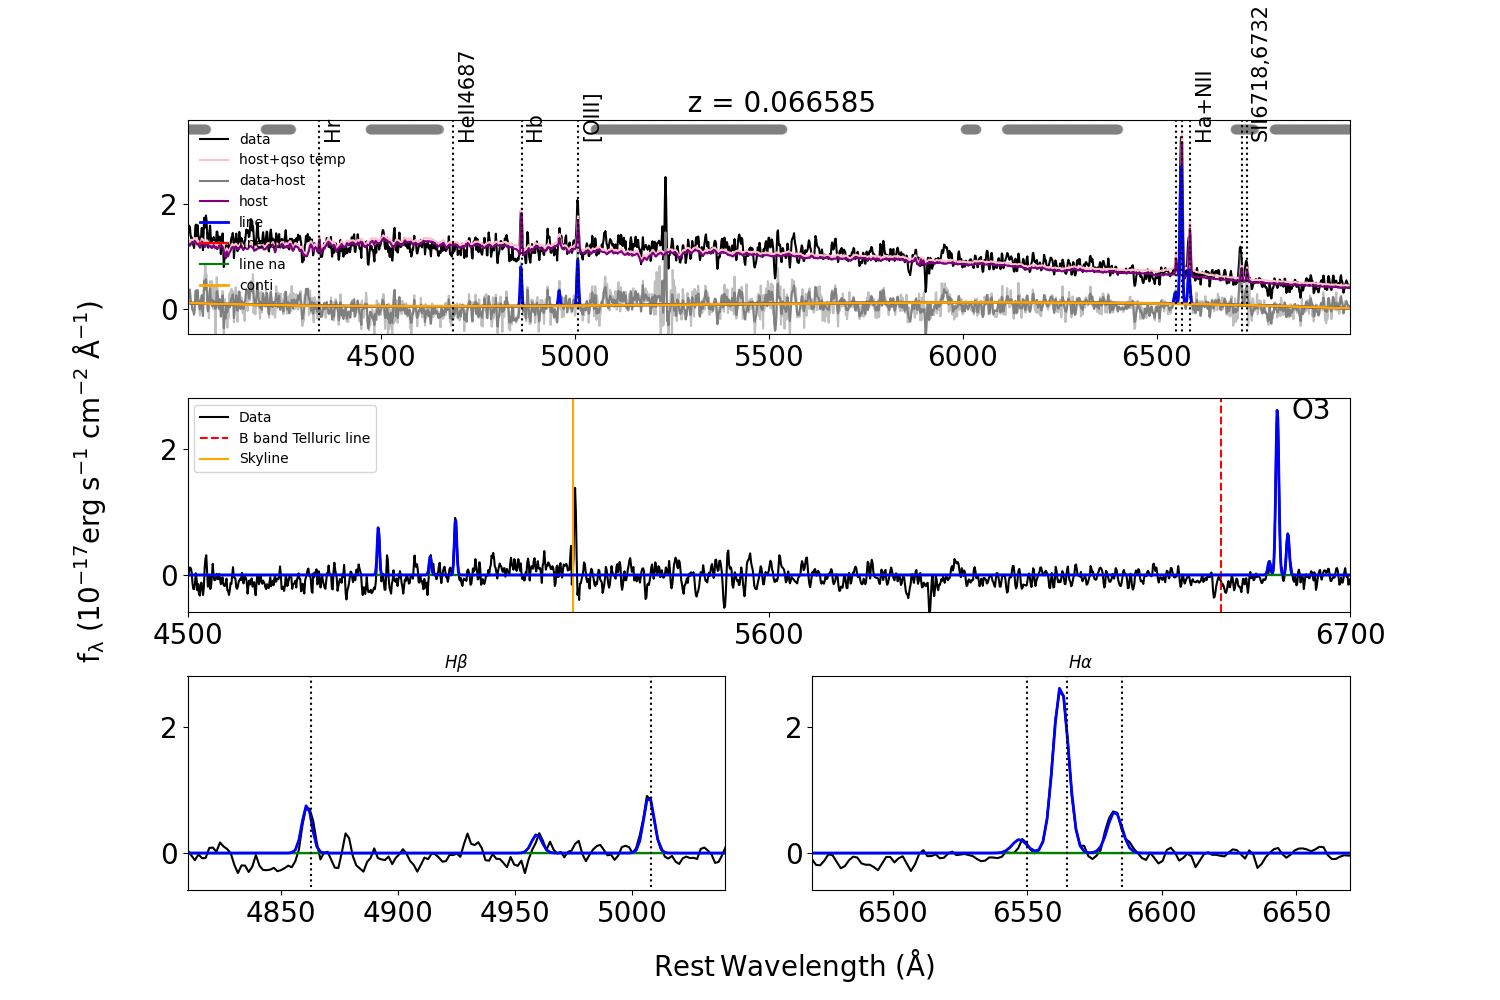 z = 0.066585
Hr
HeII4687
Hb
[OIII]
Ha+NII
SII6718,6732
data
host+qso temp
data-host
host
line
line na
conti
2
0
4500 5000 5500 6000 6500
Data
B band Telluric line
Skyline
O3
2
0
4500 5600 6700
fλ (10⁻¹⁷erg s⁻¹ cm⁻² Å⁻¹)
Hβ
Hα
2
0
4850 4900 4950 5000
2
0
6500 6550 6600 6650
Rest Wavelength (Å)